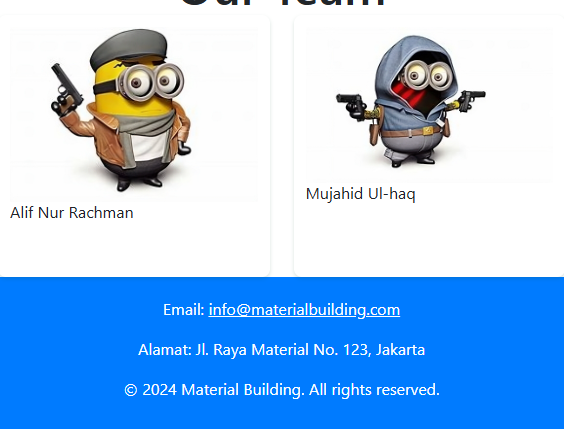 Our Team
Alif Nur Rachman
Mujahid Ul-haq
Email: info@materialbuilding.com
Alamat: Jl. Raya Material No. 123, Jakarta
© 2024 Material Building. All rights reserved.